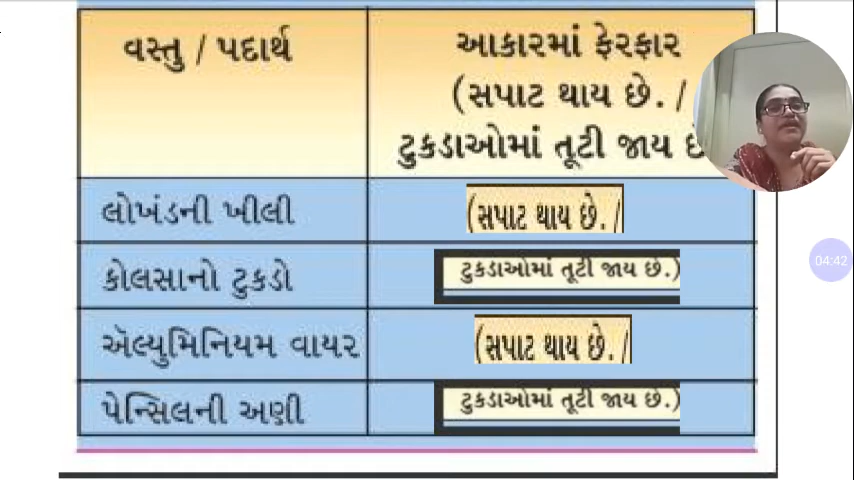 વસ્તુ / પદાર્થ
આકારમાં ફેરફાર
(સપાટ થાય છે. /
ટુકડાઓમાં તૂટી જાય
લોખંડની ખીલી
(સપાટ થાય છે. /
કોલસાનો ટુકડો
ટુકડાઓમાં તૂટી જાય છે.)
ઍલ્યુમિનિયમ વાયર
(સપાટ થાય છે. /
પેન્સિલની અણી
ટુકડાઓમાં તૂટી જાય છે.)
04:42